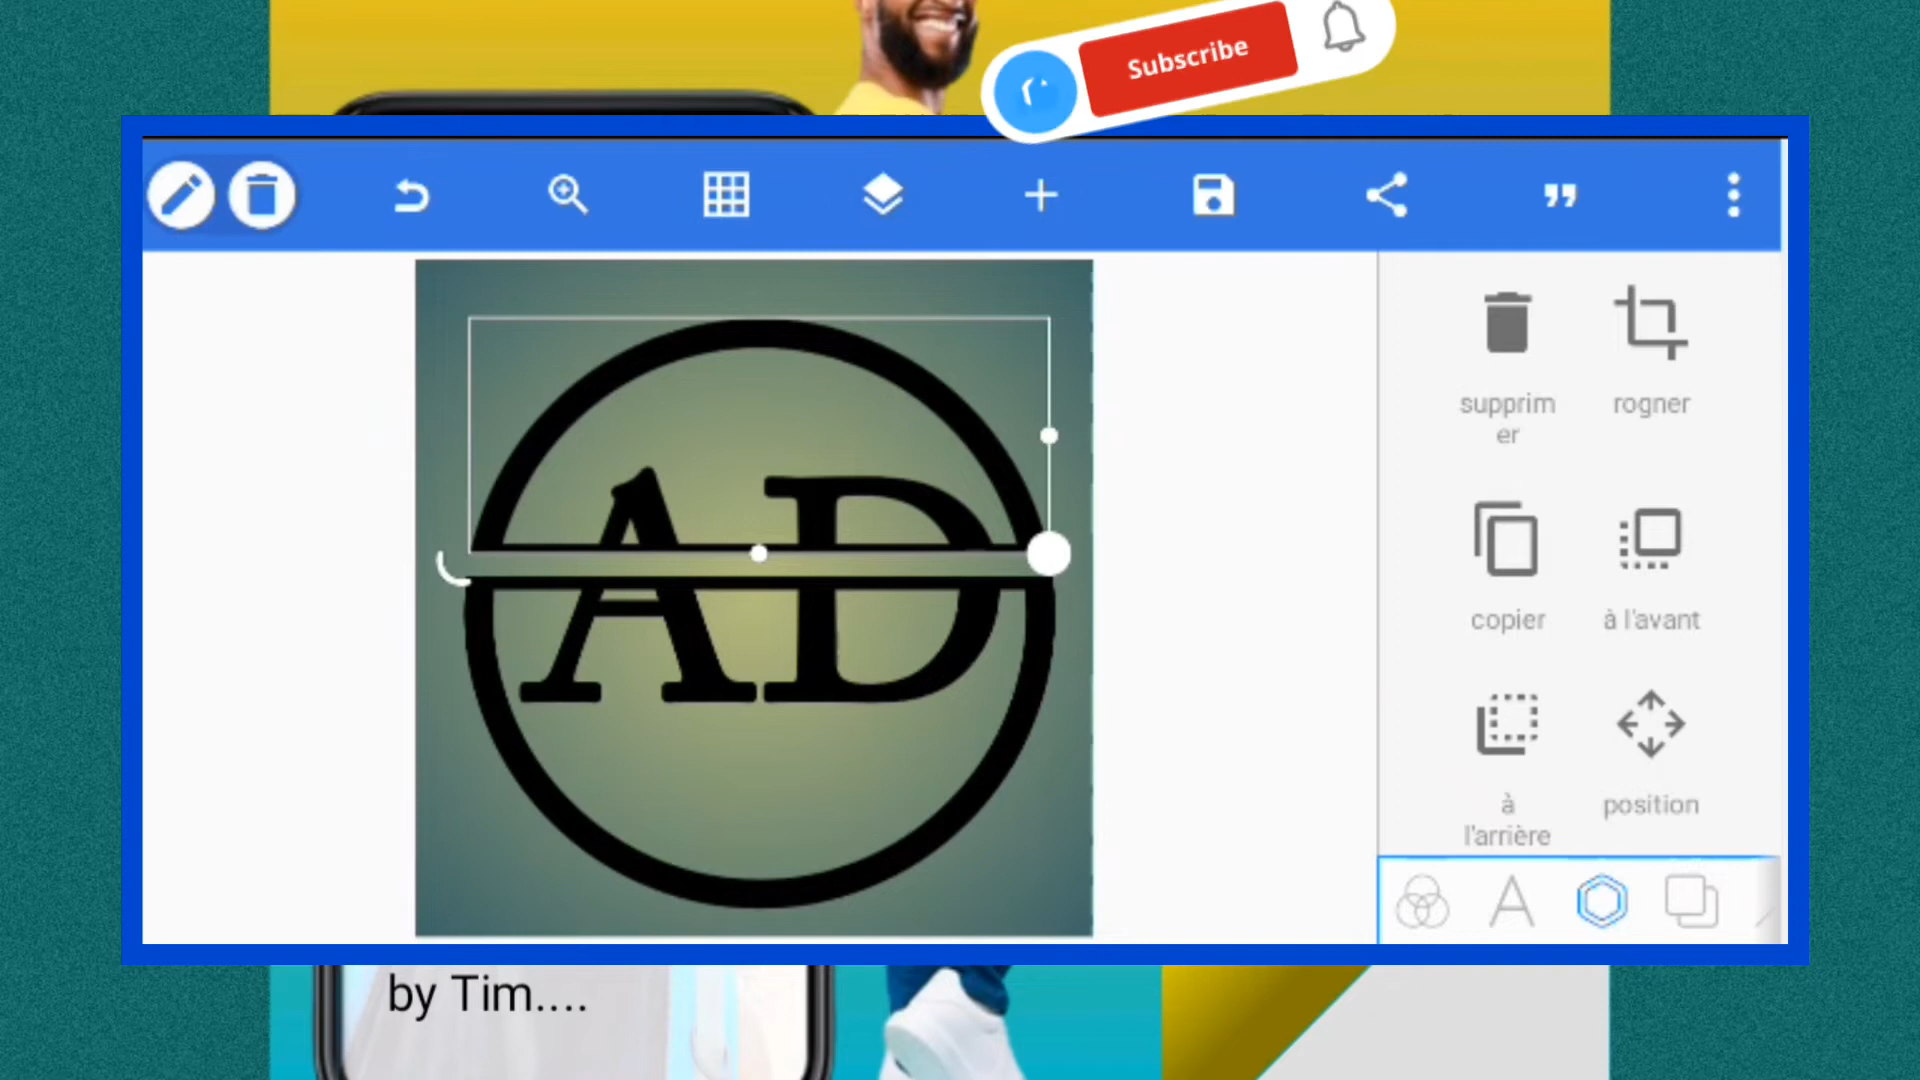 Subscribe
AD
supprim
er
rogner
copier
à l'avant
à
l'arrière
position
by Tim....